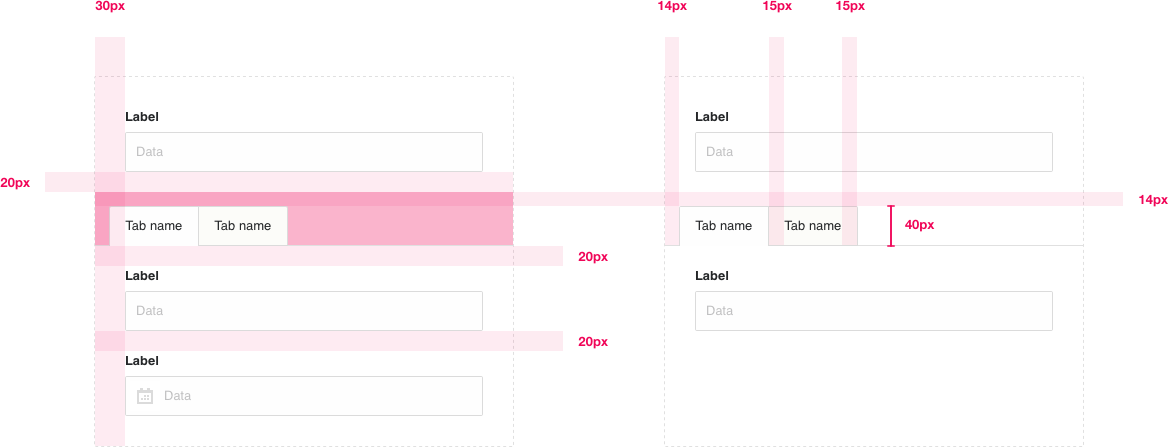 30px 14px 15px 15px
Label Label
Data Data
20px
14px
Tab name Tab name Tab name Tab name 40px
20px
Label Label
Data Data
20px
Label
Data